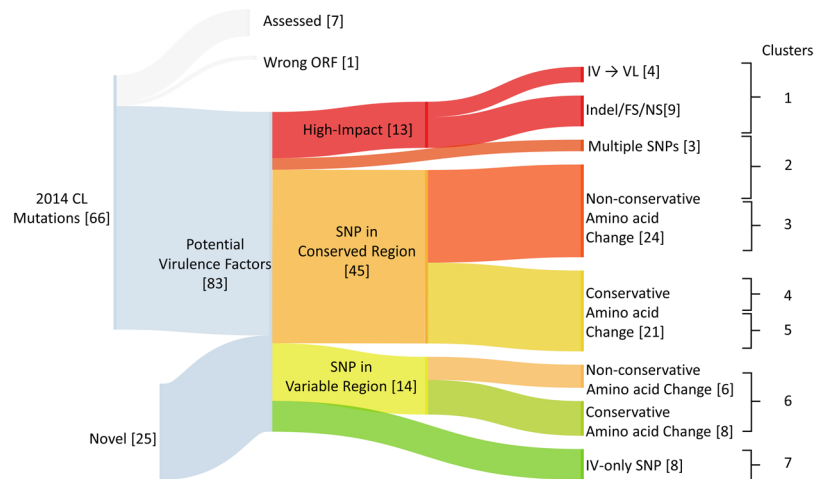 Assessed [7]
Wrong ORF [1]
2014 CL
Mutations [66]
Potential
Virulence Factors
[83]
Novel [25]
High-Impact [13]
SNP in
Conserved Region
[45]
SNP in
Variable Region [14]
IV → VL [4]
Indel/FS/NS[9]
Multiple SNPs [3]
Non-conservative
Amino acid
Change [24]
Conservative
Amino acid
Change [21]
Non-conservative
Amino acid Change [6]
Conservative
Amino acid Change [8]
IV-only SNP [8]
Clusters
1
2
3
4
5
6
7